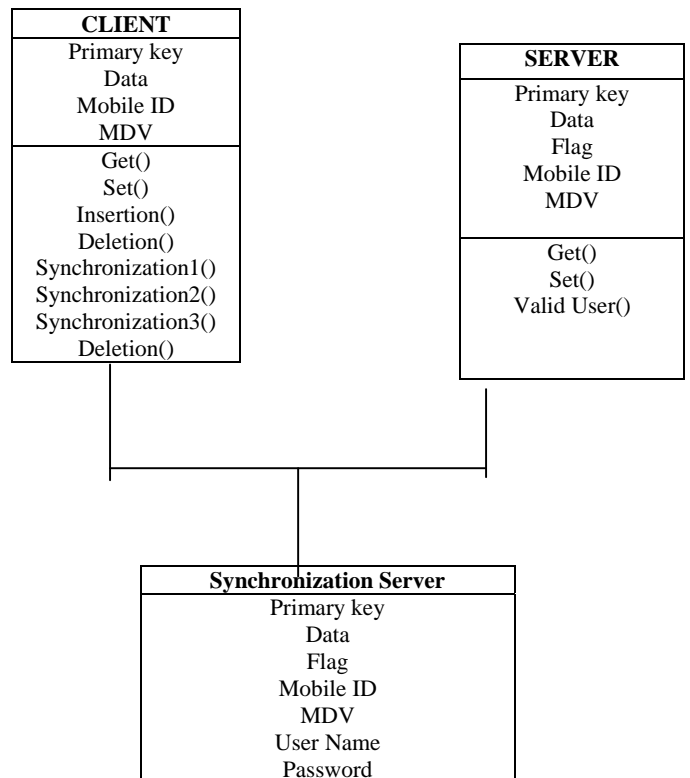 CLIENT
Primary key
Data
Mobile ID
MDV
Get()
Set()
Insertion()
Deletion()
Synchronization1()
Synchronization2()
Synchronization3()
Deletion()
SERVER
Primary key
Data
Flag
Mobile ID
MDV
Get()
Set()
Valid User()
Synchronization Server
Primary key
Data
Flag
Mobile ID
MDV
User Name
Password